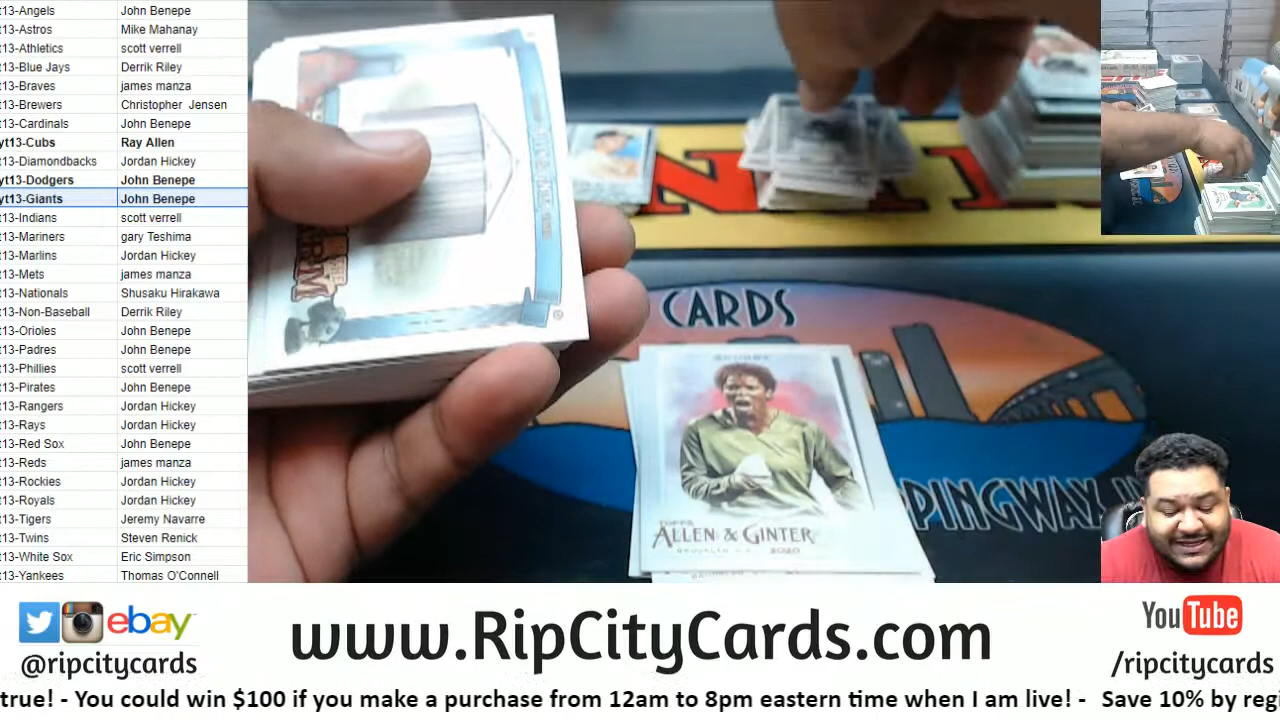 t13-Angels John Benepe
t13-Astros Mike Mahanay
t13-Athletics scott verrell
t13-Blue Jays Derrik Riley
t13-Braves james manza
t13-Brewers Christopher Jensen
t13-Cardinals John Benepe
yt13-Cubs Ray Allen
t13-Diamondbacks Jordan Hickey
yt13-Dodgers John Benepe
yt13-Giants John Benepe
t13-Indians scott verrell
t13-Mariners gary Teshima
t13-Marlins Jordan Hickey
t13-Mets james manza
t13-Nationals Shusaku Hirakawa
t13-Non-Baseball Derrik Riley
t13-Orioles John Benepe
t13-Padres John Benepe
t13-Phillies scott verrell
t13-Pirates John Benepe
t13-Rangers Jordan Hickey
t13-Rays Jordan Hickey
t13-Red Sox John Benepe
t13-Reds james manza
t13-Rockies Jordan Hickey
t13-Royals Jordan Hickey
t13-Tigers Jeremy Navarre
t13-Twins Steven Renick
t13-White Sox Eric Simpson
t13-Yankees Thomas O'Connell
CARDS
TOPPS
ALLEN & GINTER
2020
ebay
@ripcitycards
www.RipCityCards.com
YouTube
/ripcitycards
true! - You could win $100 if you make a purchase from 12am to 8pm eastern time when I am live! - Save 10% by regi